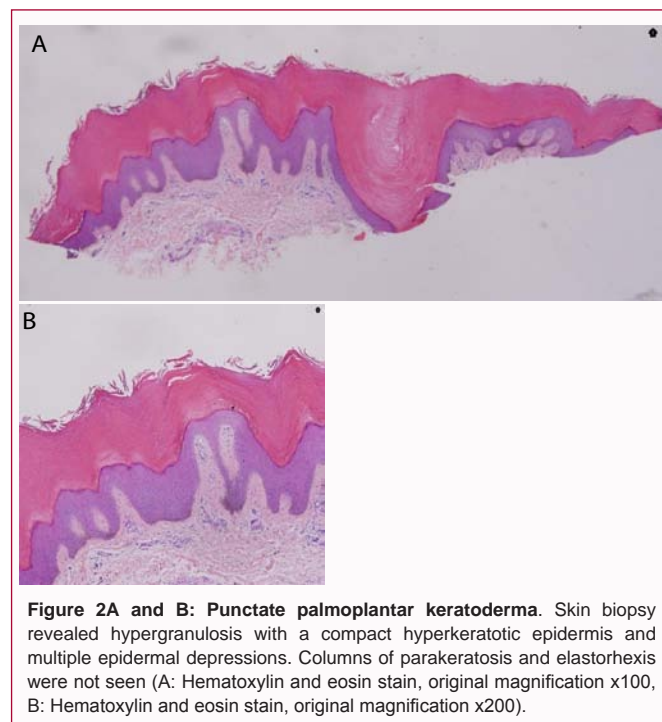 A
B
Figure 2A and B: Punctate palmoplantar keratoderma. Skin biopsy
revealed hypergranulosis with a compact hyperkeratotic epidermis and
multiple epidermal depressions. Columns of parakeratosis and elastorhexis
were not seen (A: Hematoxylin and eosin stain, original magnification x100,
B: Hematoxylin and eosin stain, original magnification x200).